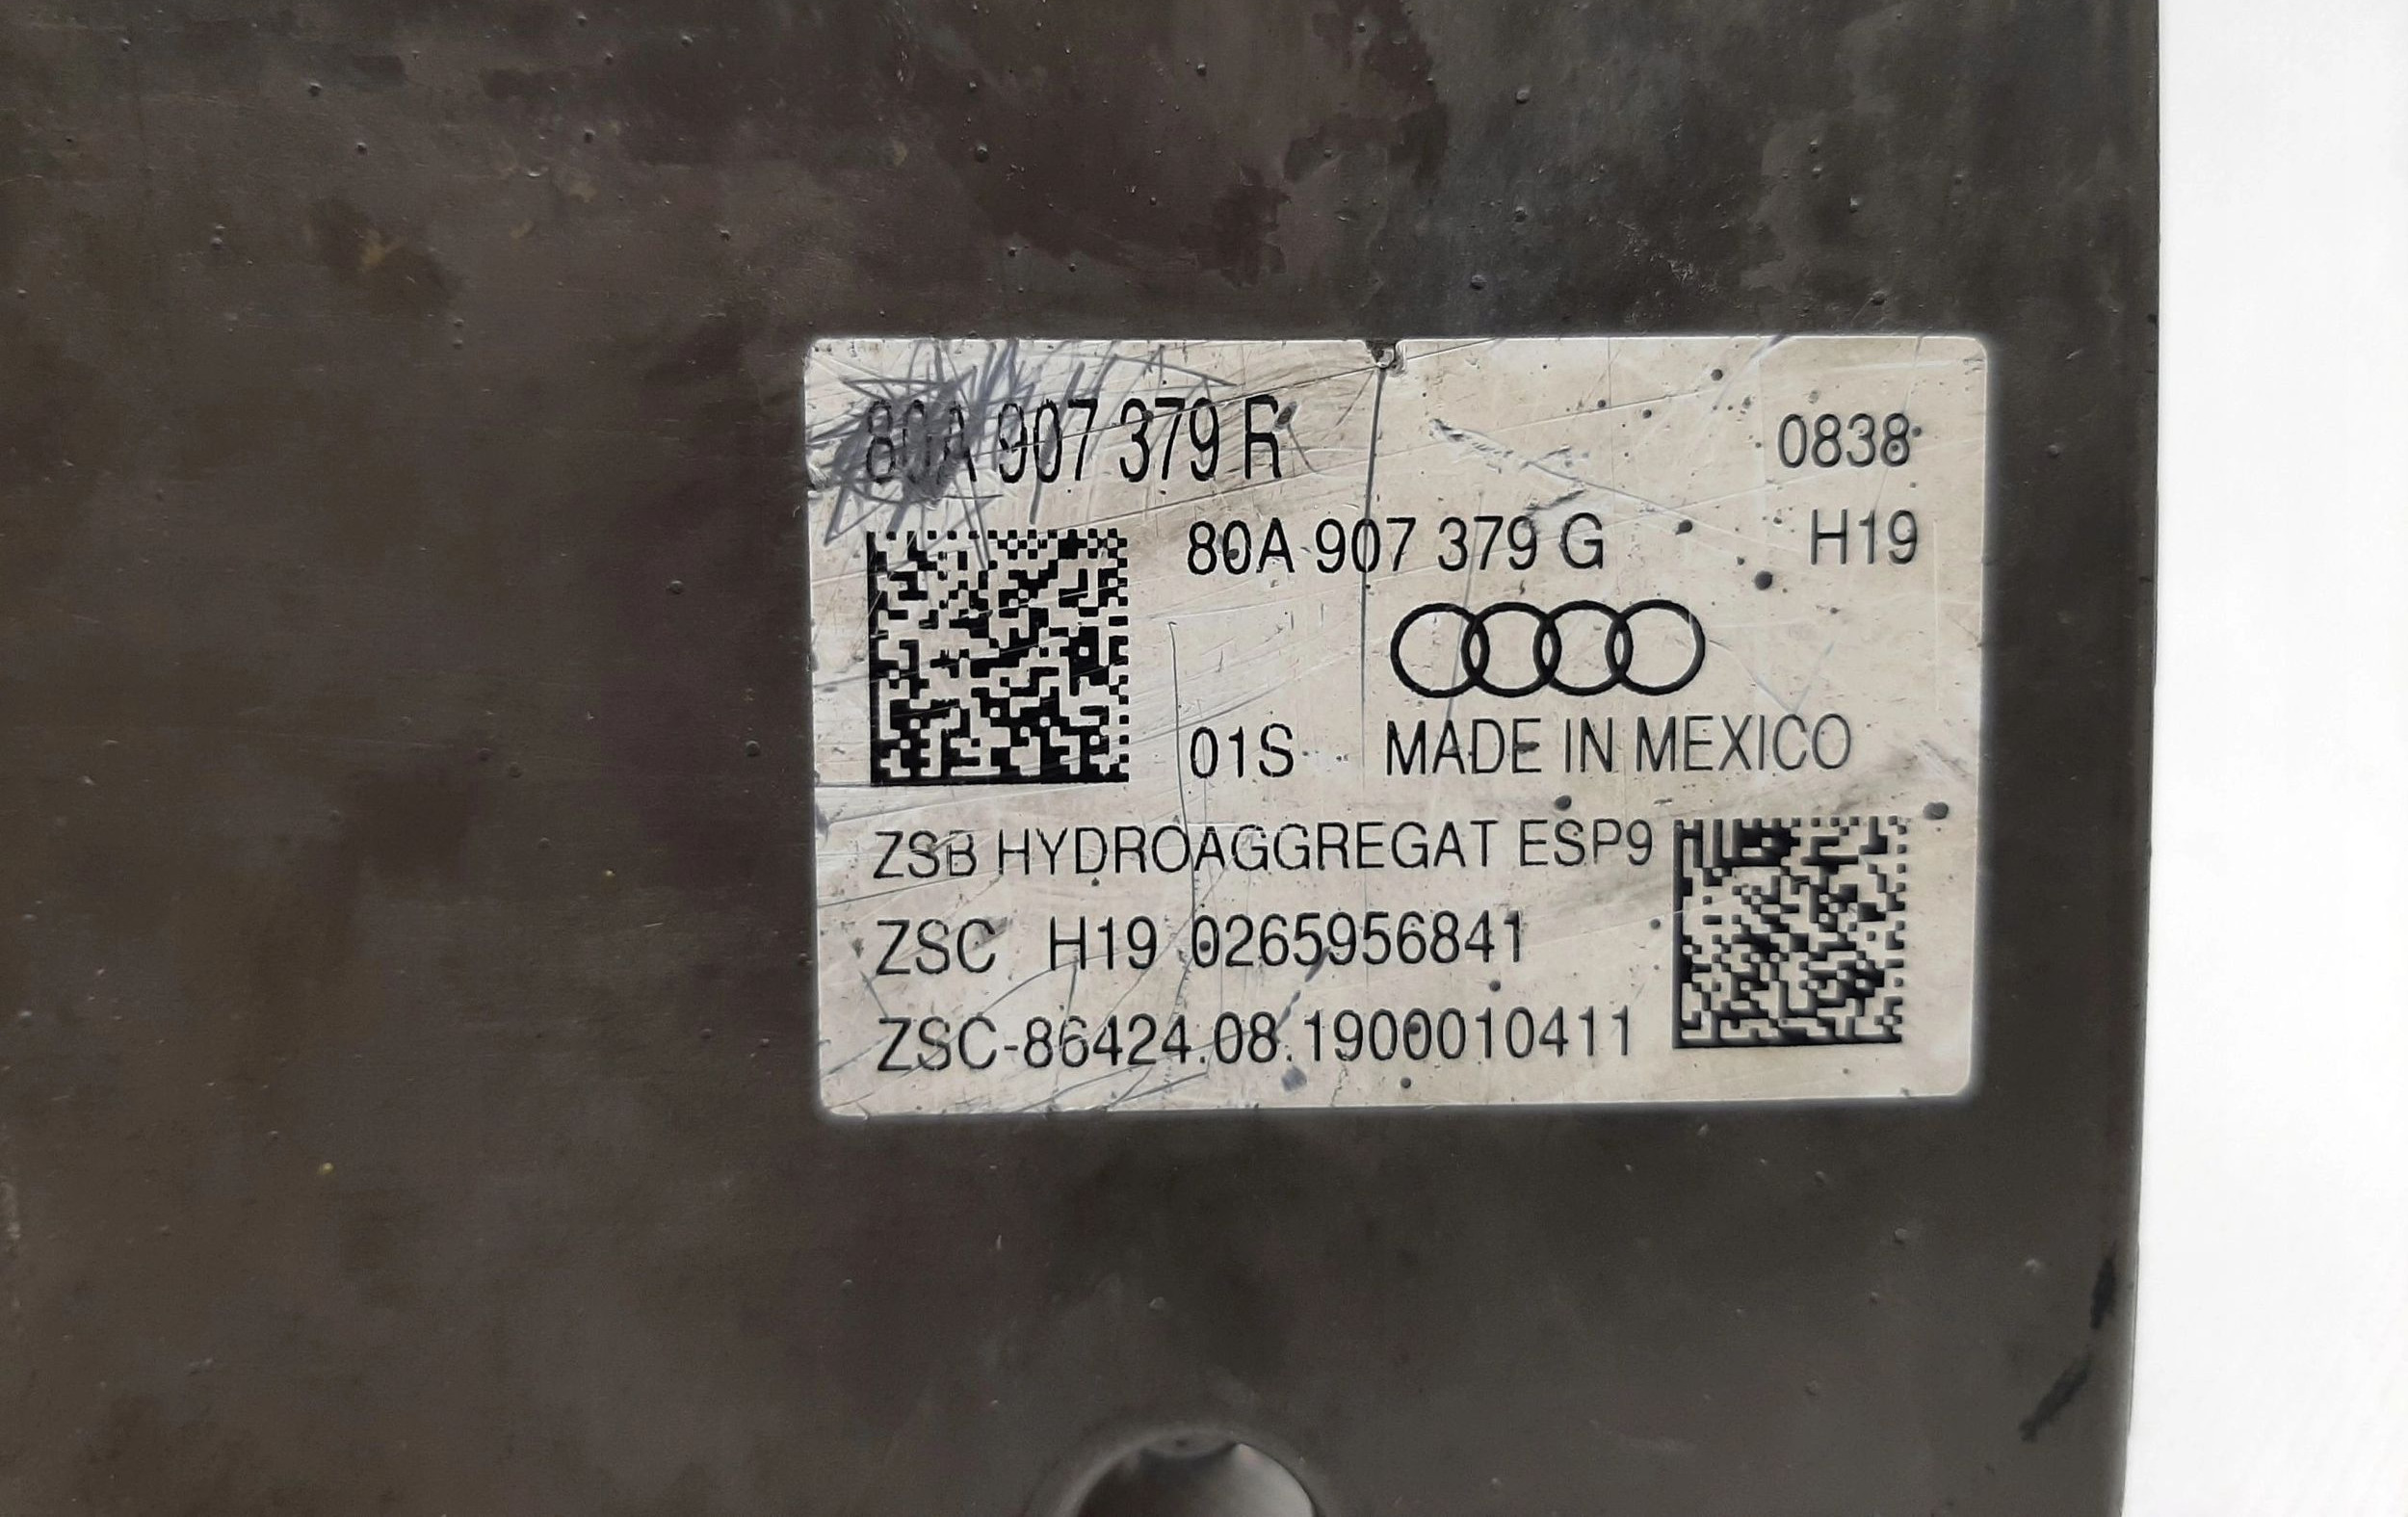 80A 907 379 R 0838
80A 907 379 G H19
01S MADE IN MEXICO
ZSB HYDROAGGREGAT ESP9
ZSC H19 0265956841
ZSC-86424.08.1900010411